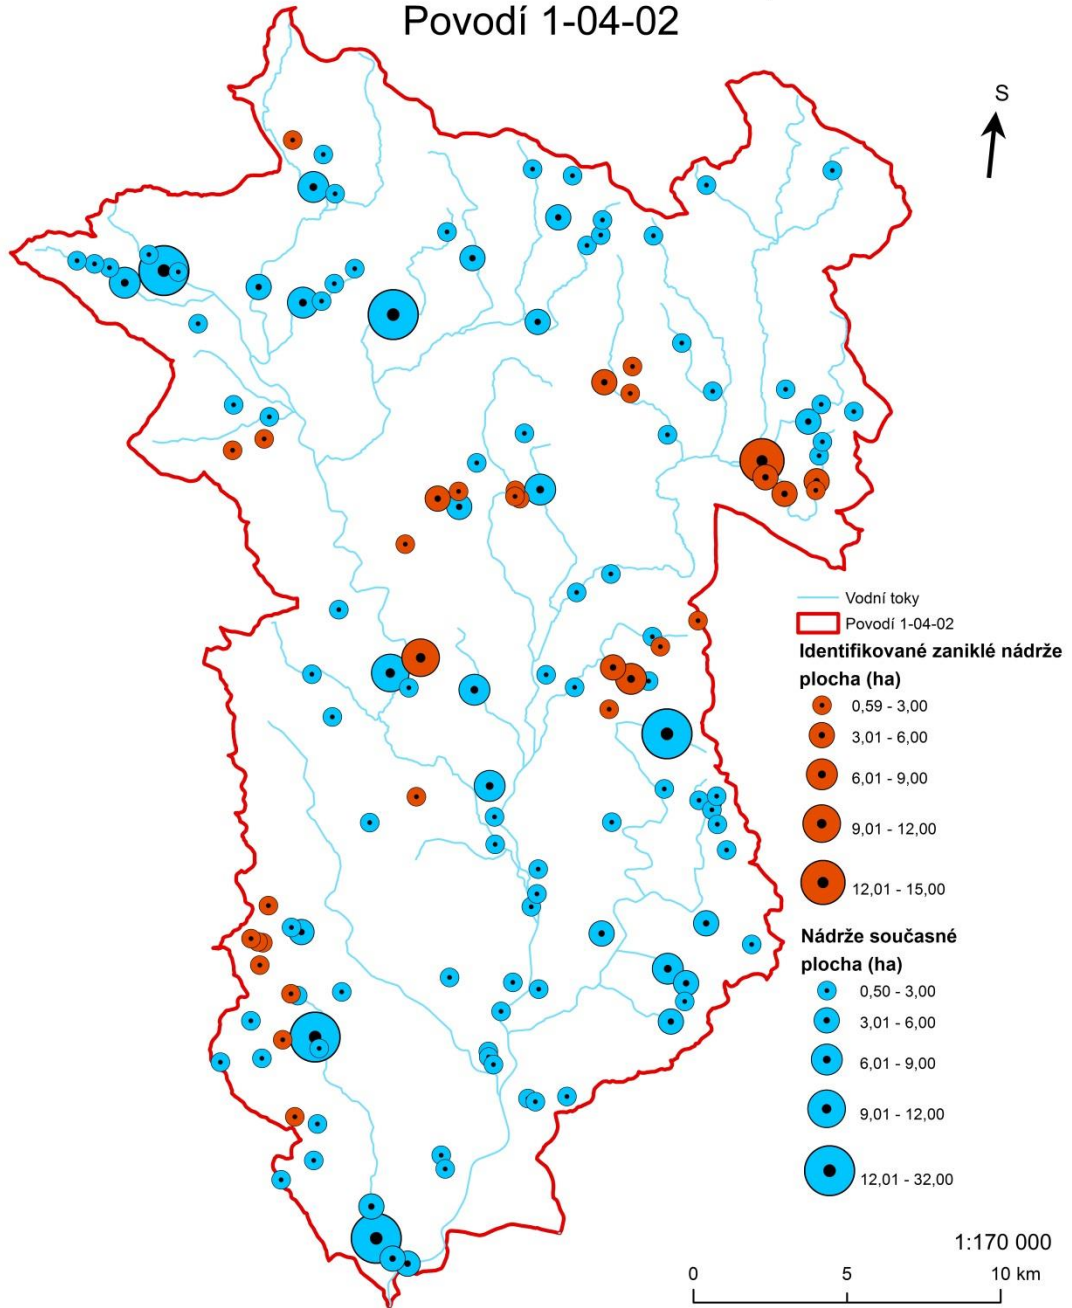 Povodí 1-04-02
S
Vodní toky
Povodí 1-04-02
Identifikované zaniklé nádrže
plocha (ha)
0,59 - 3,00
3,01 - 6,00
6,01 - 9,00
9,01 - 12,00
12,01 - 15,00
Nádrže současné
plocha (ha)
0,50 - 3,00
3,01 - 6,00
6,01 - 9,00
9,01 - 12,00
12,01 - 32,00
1:170 000
0 5 10 km